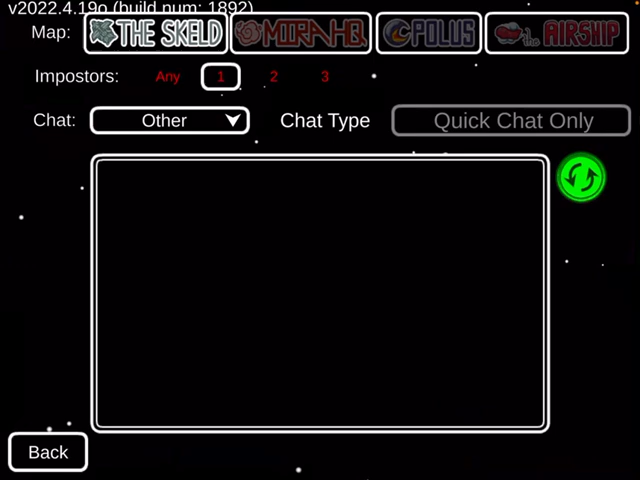 v2022.4.19o (build num: 1892)
Map: THE SKELD MIRA HQ POLUS the AIRSHIP
Impostors: Any 1 2 3
Chat: Other Chat Type Quick Chat Only
Back